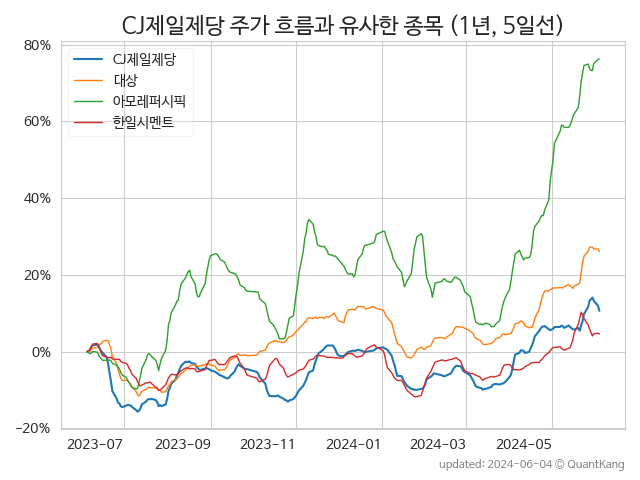 CJ제일제당 주가 흐름과 유사한 종목 (1년, 5일선)
80%
60%
40%
20%
0%
−20%
CJ제일제당
대상
아모레퍼시픽
한일시멘트
2023-07
2023-09
2023-11
2024-01
2024-03
2024-05
updated: 2024-06-04 © QuantKang